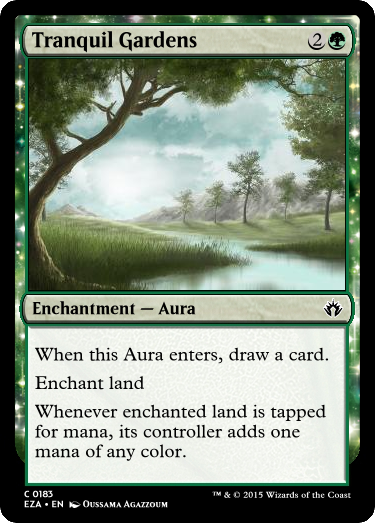 Tranquil Gardens 2
Enchantment — Aura
When this Aura enters, draw a card.
Enchant land
Whenever enchanted land is tapped
for mana, its controller adds one
mana of any color.
C 0183
EZA • EN Oussama Agazzoum
™ & © 2015 Wizards of the Coast